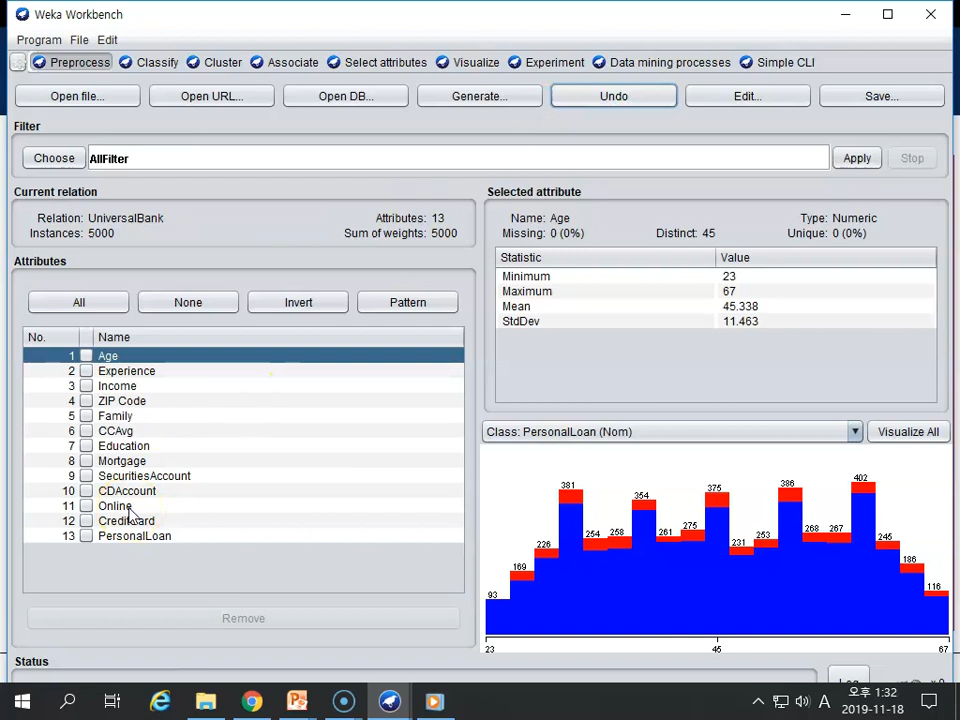 Weka Workbench
Program File Edit
Preprocess Classify Cluster Associate Select attributes Visualize Experiment Data mining processes Simple CLI
Open file... Open URL... Open DB... Generate... Undo Edit... Save...
Filter
Choose AllFilter Apply Stop
Current relation
Relation: UniversalBank Attributes: 13
Instances: 5000 Sum of weights: 5000
Selected attribute
Name: Age Type: Numeric
Missing: 0 (0%) Distinct: 45 Unique: 0 (0%)
Statistic Value
Minimum 23
Maximum 67
Mean 45.338
StdDev 11.463
Attributes
All None Invert Pattern
No. Name
1 Age
2 Experience
3 Income
4 ZIP Code
5 Family
6 CCAvg
7 Education
8 Mortgage
9 SecuritiesAccount
10 CDAccount
11 Online
12 CreditCard
13 PersonalLoan
Remove
Class: PersonalLoan (Nom) Visualize All
93 169 226 381 254 258 354 261 275 375 231 253 386 268 267 402 245 186 116
23 45 67
Status
A 오후 1:32
2019-11-18